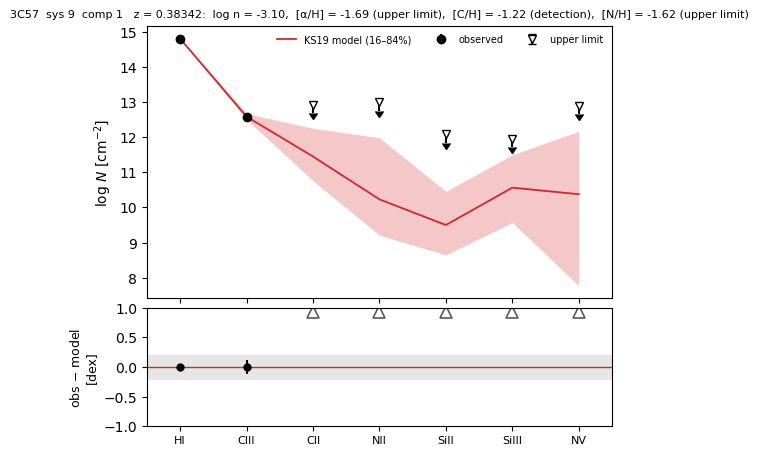 3C57  sys 9  comp 1   z = 0.38342:  log n = -3.10,  [α/H] = -1.69 (upper limit),  [C/H] = -1.22 (detection),  [N/H] = -1.62 (upper limit)
KS19 model (16–84%)   observed   upper limit
log N [cm⁻²]
15
14
13
12
11
10
9
8
obs − model
[dex]
1.0
0.5
0.0
−0.5
−1.0
HI   CIII   CII   NII   SiII   SiIII   NV